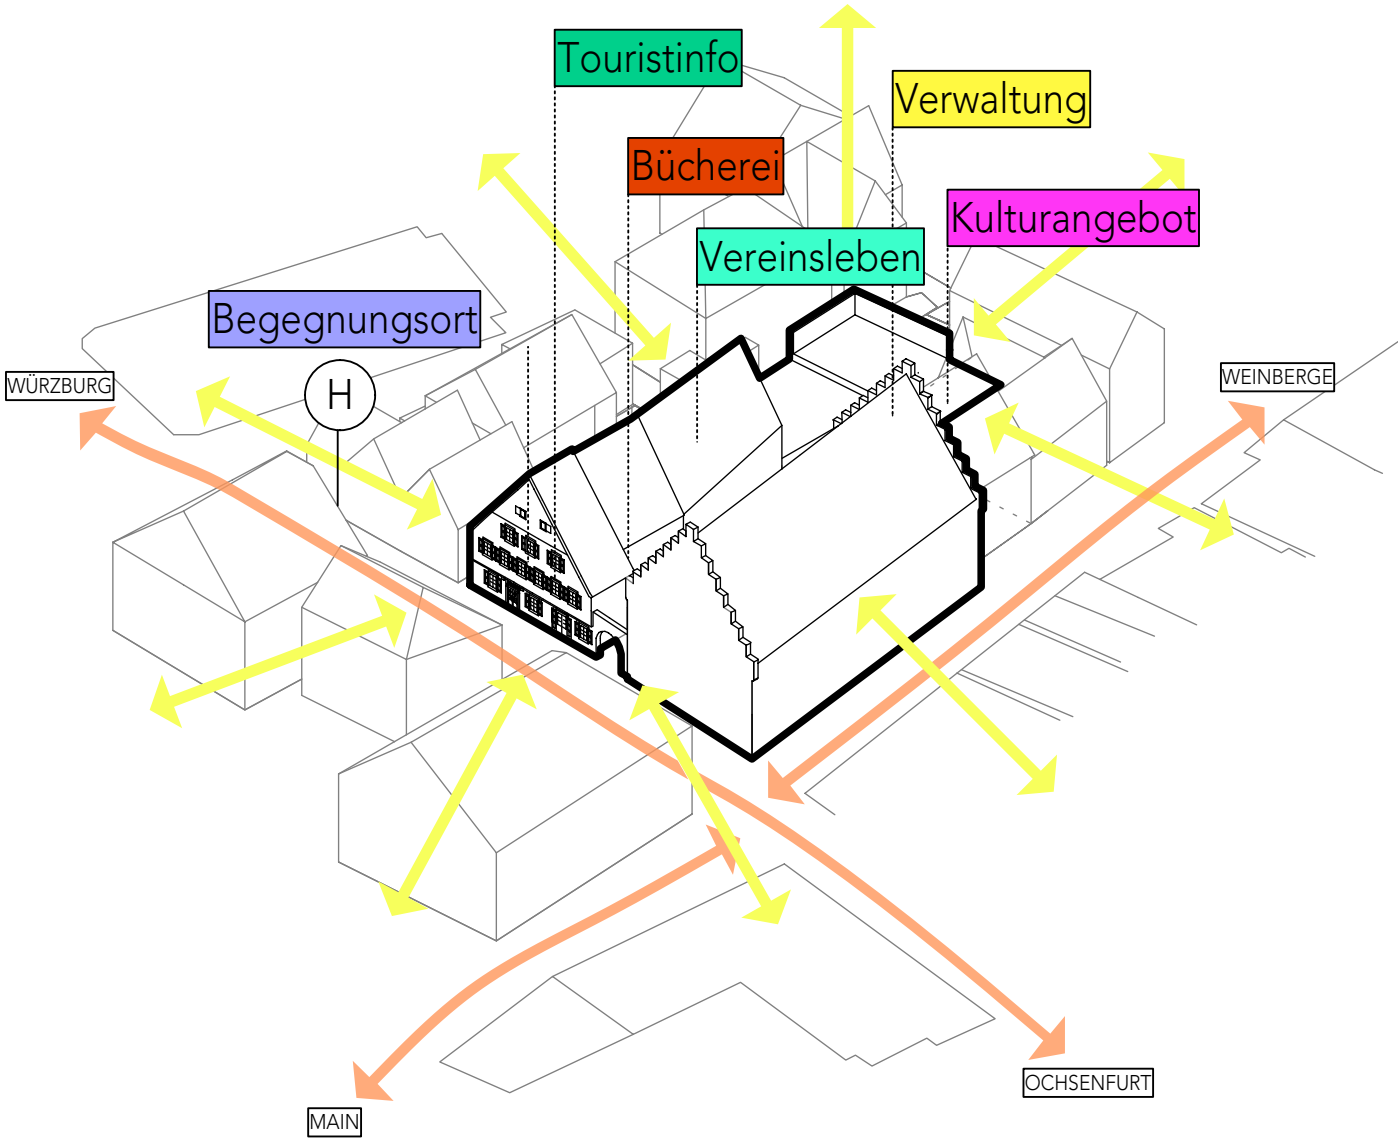 Touristinfo
Verwaltung
Bücherei
Kulturangebot
Vereinsleben
Begegnungsort
WÜRZBURG
H
WEINBERGE
OCHSENFURT
MAIN